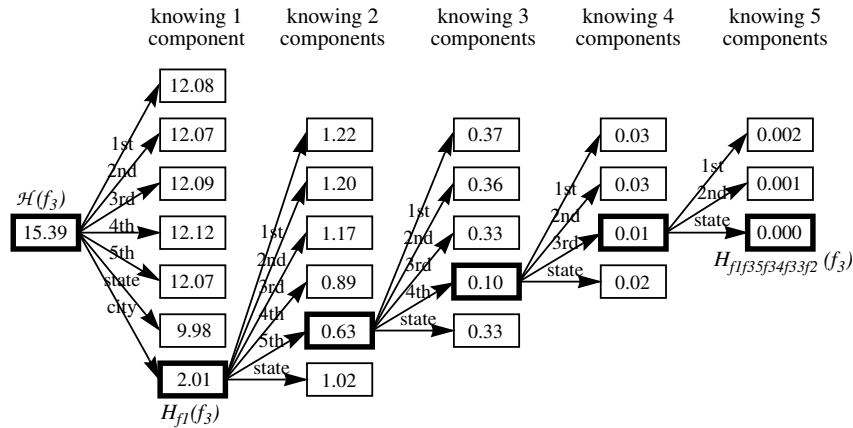 knowing 1 component
knowing 2 components
knowing 3 components
knowing 4 components
knowing 5 components
ℋ(f3)
15.39
1st
2nd
3rd
4th
5th
state
city
12.08
12.07
12.09
12.12
12.07
9.98
2.01
Hf1(f3)
1st
2nd
3rd
4th
5th
state
1.22
1.20
1.17
0.89
0.63
1.02
1st
2nd
3rd
4th
state
0.37
0.36
0.33
0.10
0.33
1st
2nd
3rd
state
0.03
0.03
0.01
0.02
1st
2nd
state
0.002
0.001
0.000
Hf1f35f34f33f2 (f3)